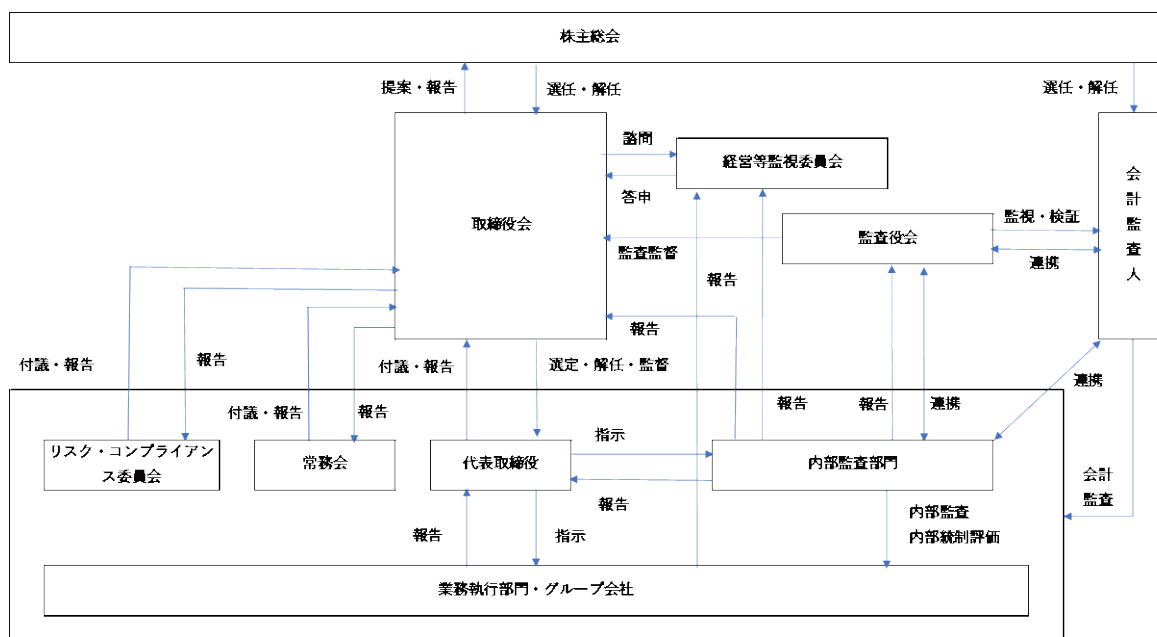 株主総会
提案・報告
選任・解任
選任・解任
諮問
経営等監視委員会
答申
取締役会
監査役会
監視・検証
連携
会計監査人
監査監督
報告
報告
付議・報告
報告
付議・報告
選定・解任・監督
連携
付議・報告
報告
報告
報告
連携
リスク・コンプライアン
ス委員会
常務会
代表取締役
指示
内部監査部門
報告
会計
監査
報告
指示
内部監査
内部統制評価
業務執行部門・グループ会社